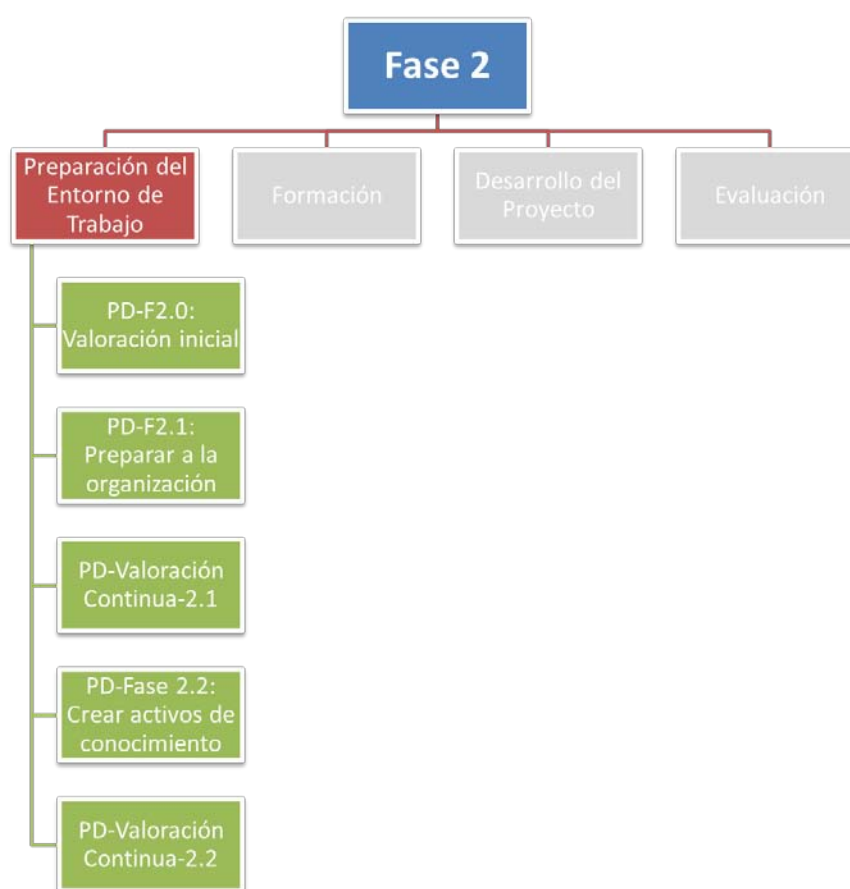 Fase 2
Preparación del
Entorno de
Trabajo
Formación
Desarrollo del
Proyecto
Evaluación
PD-F2.0:
Valoración inicial
PD-F2.1:
Preparar a la
organización
PD-Valoración
Continua-2.1
PD-Fase 2.2:
Crear activos de
conocimiento
PD-Valoración
Continua-2.2